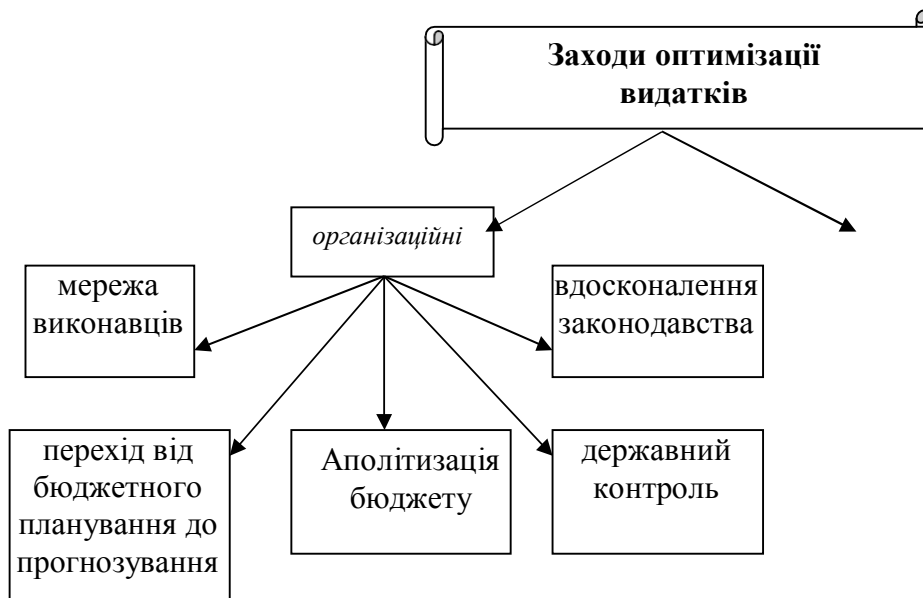 Заходи оптимізації
видатків
організаційні
мережа
виконавців
вдосконалення
законодавства
перехід від
бюджетного
планування до
прогнозування
Аполітизація
бюджету
державний
контроль